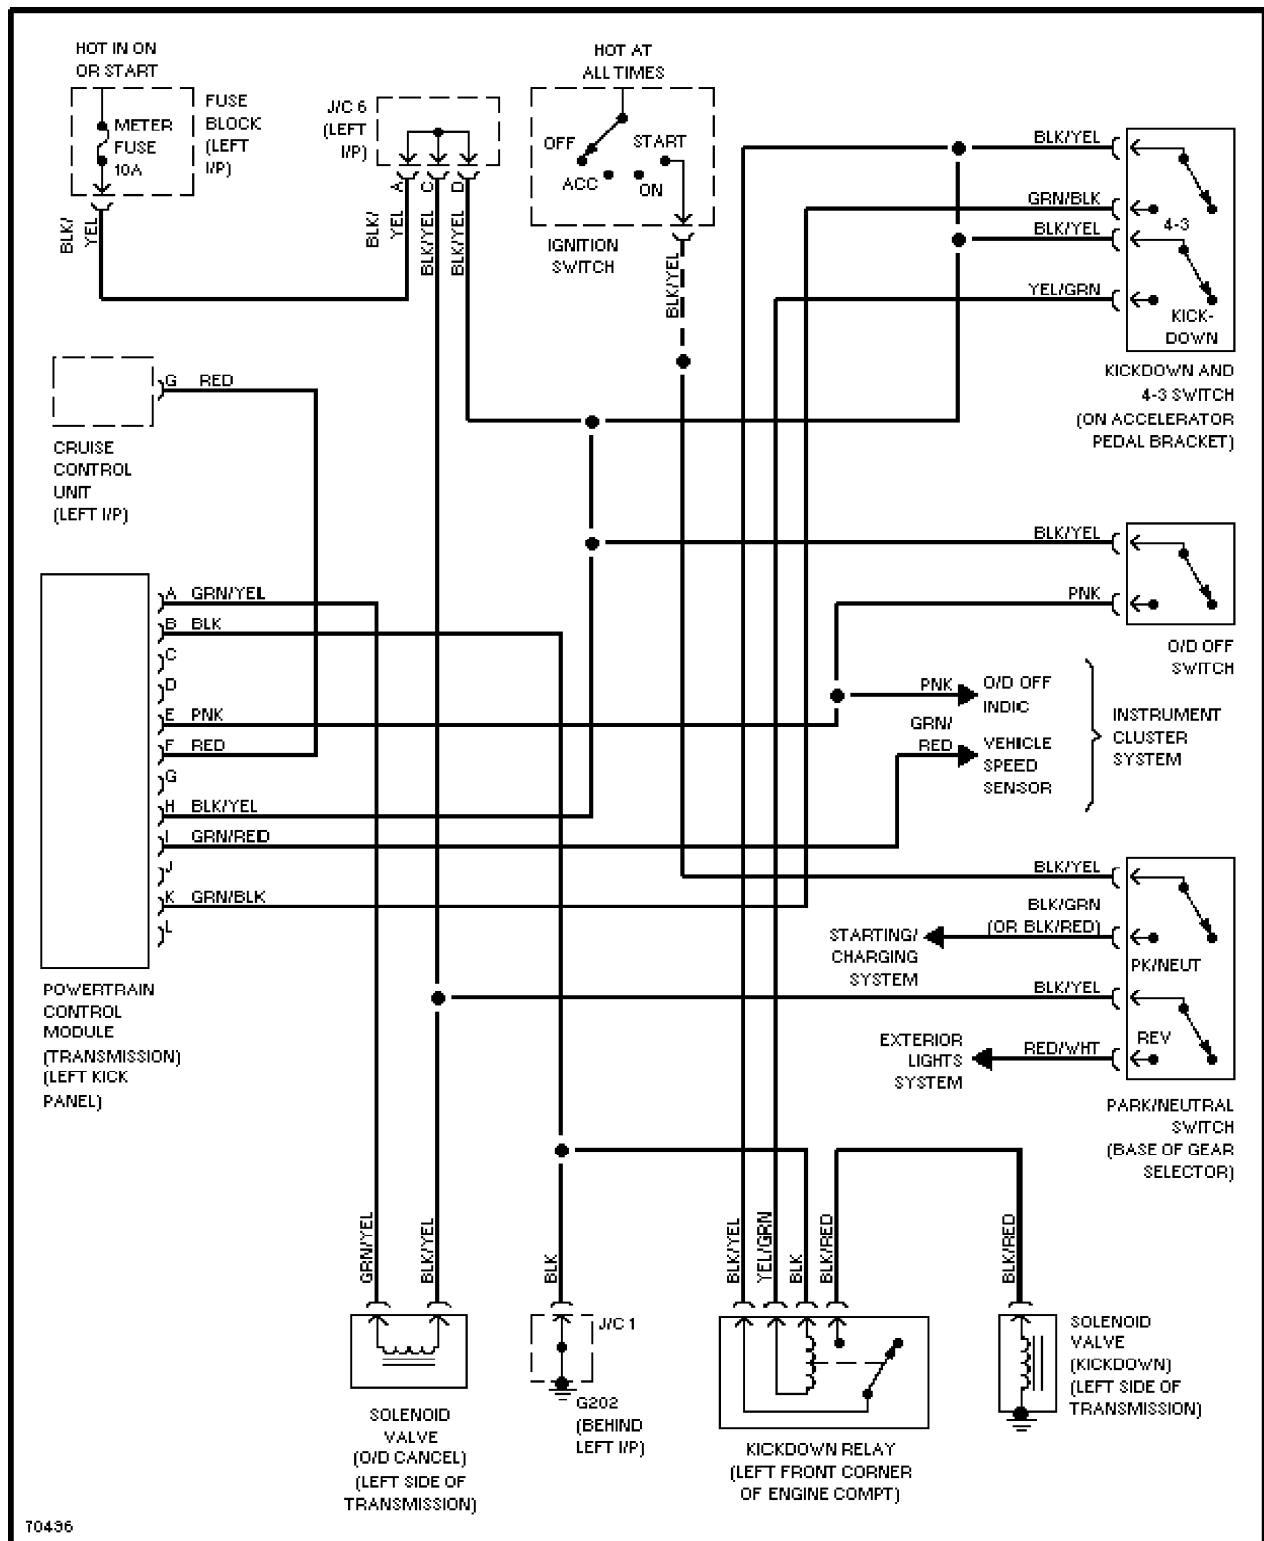 HOT IN ON
OR START
METER
FUSE
10A
FUSE
BLOCK
(LEFT
I/P)
BLK/
YEL
J/C 6
(LEFT
I/P)
A
C
D
BLK/
YEL
BLK/YEL
BLK/YEL
HOT AT
ALL TIMES
OFF
START
ACC
ON
IGNITION
SWITCH
BLK/YEL
BLK/YEL
GRN/BLK
4-3
BLK/YEL
YEL/GRN
KICK-
DOWN
KICKDOWN AND
4-3 SWITCH
(ON ACCELERATOR
PEDAL BRACKET)
G RED
CRUISE
CONTROL
UNIT
(LEFT I/P)
BLK/YEL
PNK
O/D OFF
SWITCH
A GRN/YEL
B BLK
C
D
E PNK
F RED
G
H BLK/YEL
I GRN/RED
J
K GRN/BLK
L
POWERTRAIN
CONTROL
MODULE
(TRANSMISSION)
(LEFT KICK
PANEL)
PNK
O/D OFF
INDIC
GRN/
RED
VEHICLE
SPEED
SENSOR
INSTRUMENT
CLUSTER
SYSTEM
BLK/YEL
BLK/GRN
(OR BLK/RED)
STARTING/
CHARGING
SYSTEM
PK/NEUT
BLK/YEL
REV
RED/WHT
EXTERIOR
LIGHTS
SYSTEM
PARK/NEUTRAL
SWITCH
(BASE OF GEAR
SELECTOR)
GRN/YEL
BLK/YEL
BLK
BLK/YEL
YEL/GRN
BLK
BLK/RED
BLK/RED
SOLENOID
VALVE
(O/D CANCEL)
(LEFT SIDE OF
TRANSMISSION)
J/C 1
G202
(BEHIND
LEFT I/P)
KICKDOWN RELAY
(LEFT FRONT CORNER
OF ENGINE COMPT)
SOLENOID
VALVE
(KICKDOWN)
(LEFT SIDE OF
TRANSMISSION)
70436